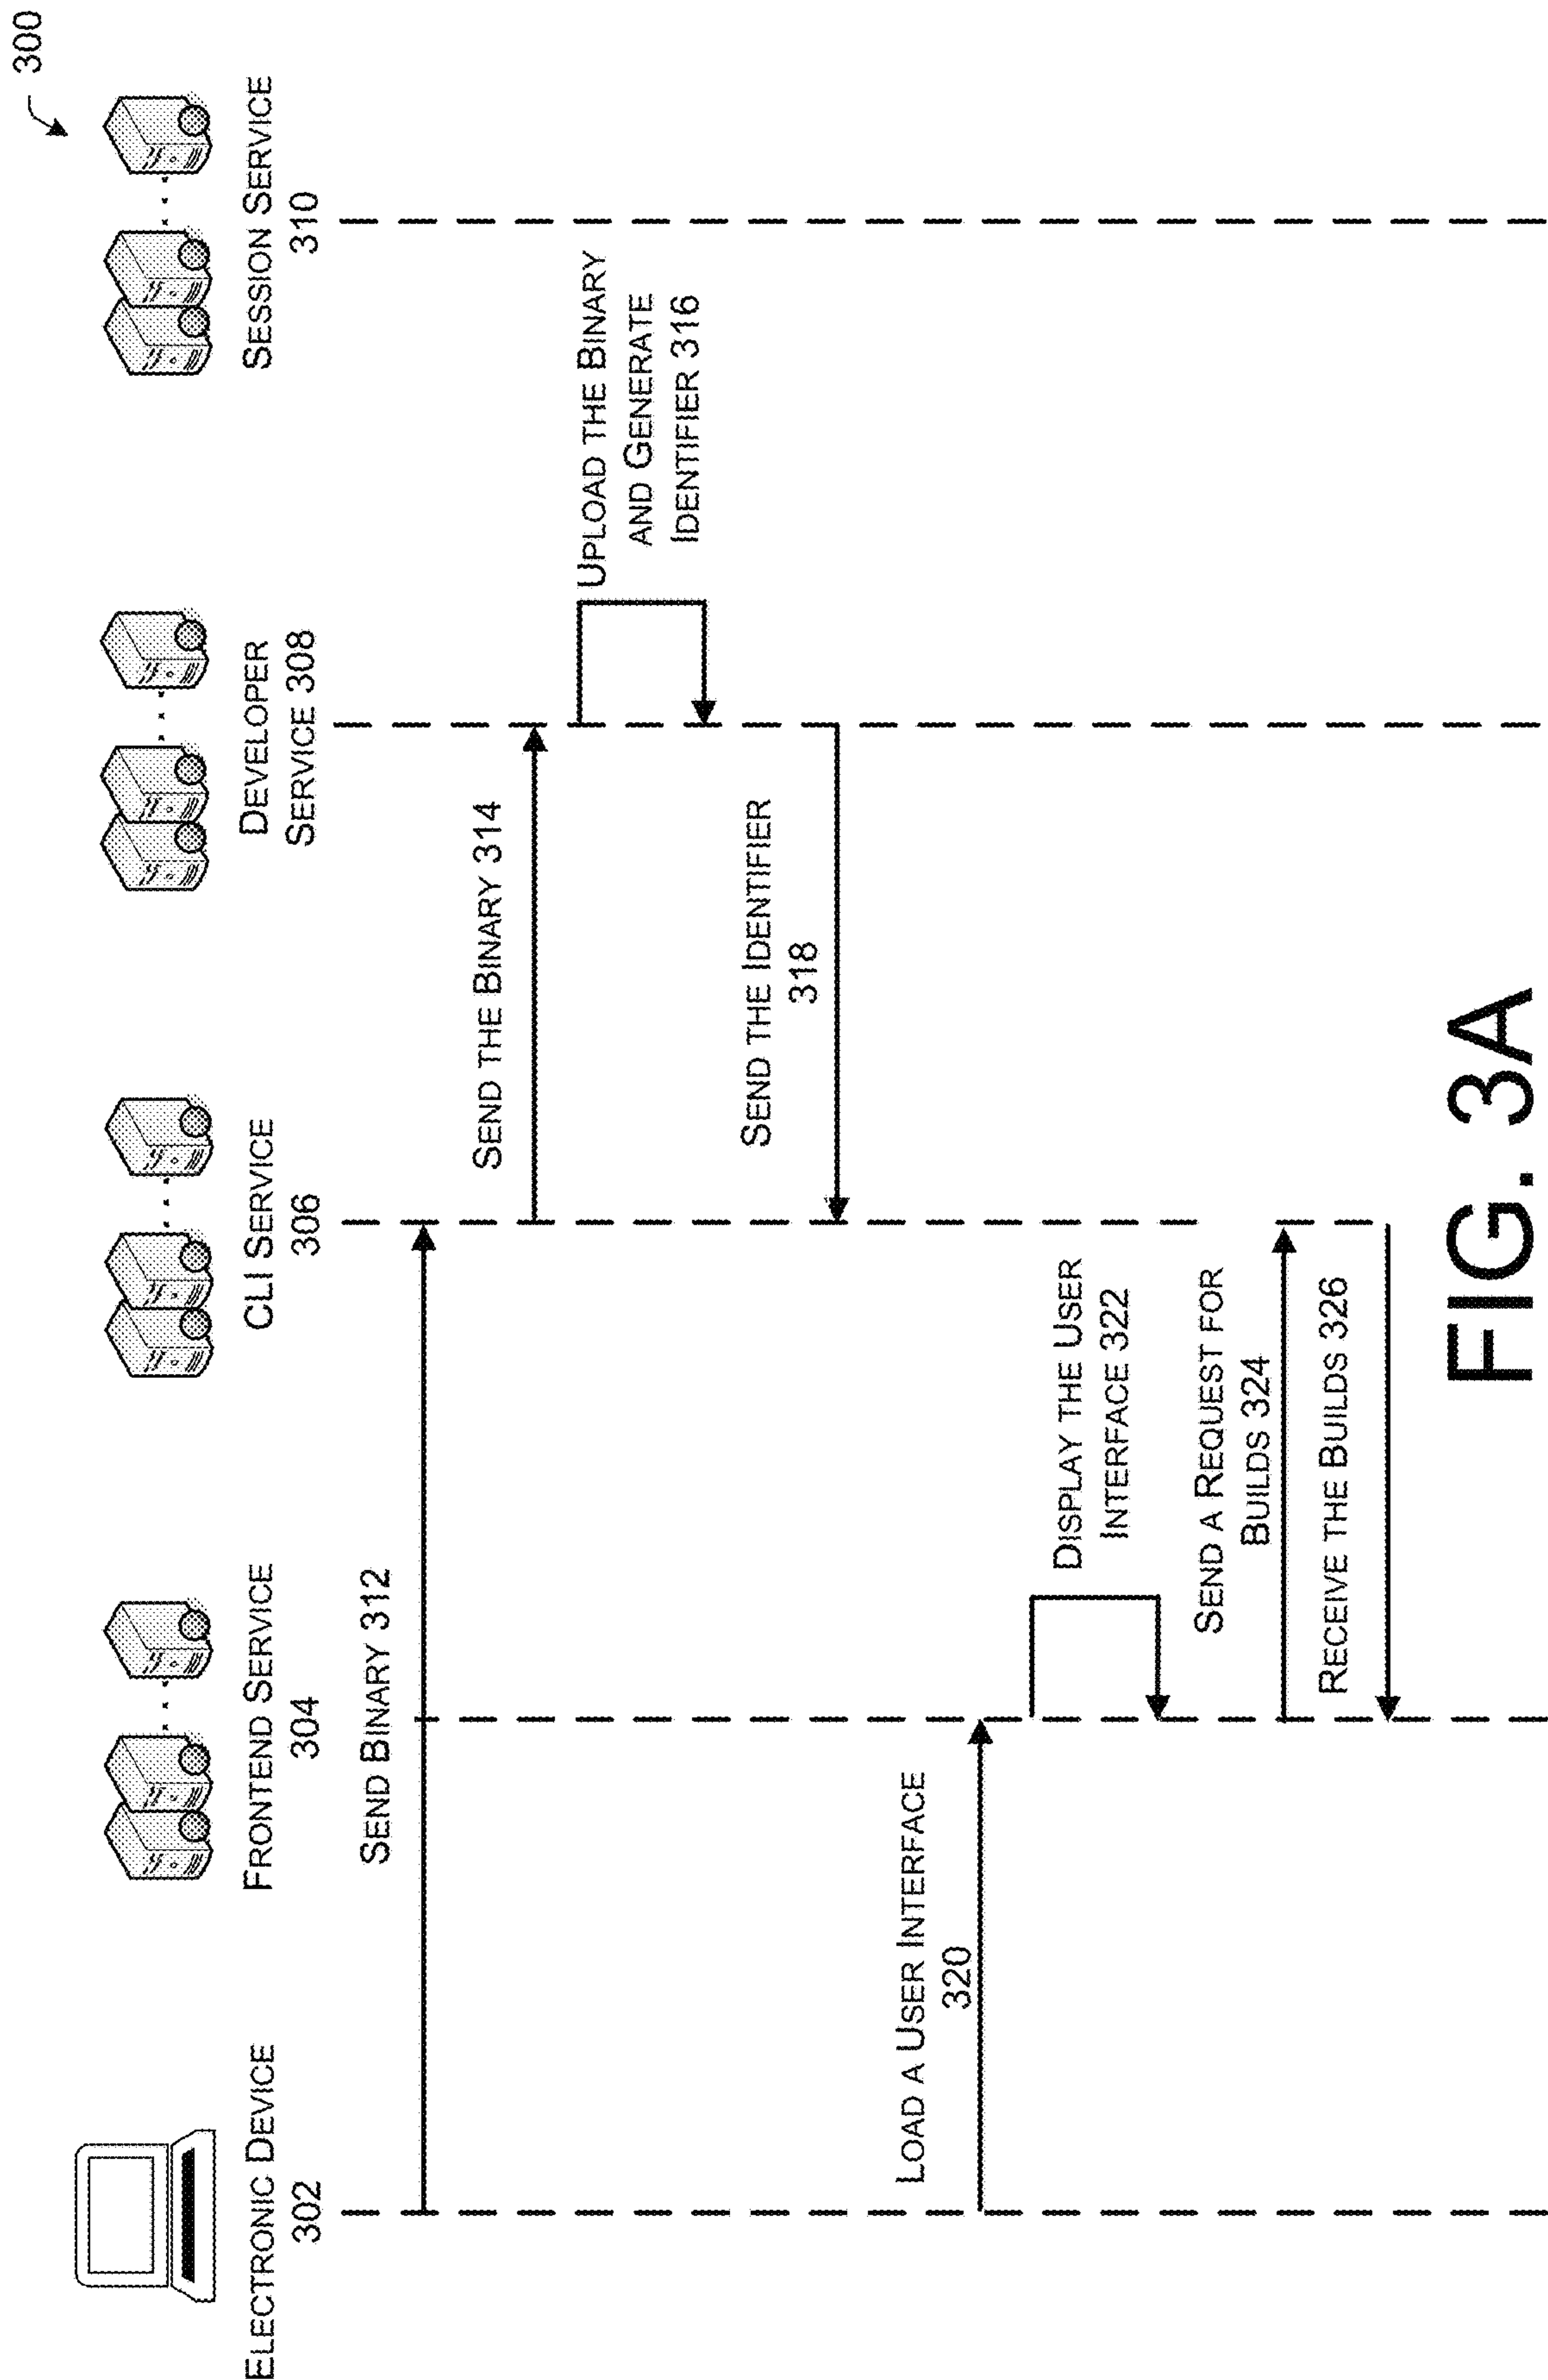 300
ELECTRONIC DEVICE
302
FRONTEND SERVICE
304
CLI SERVICE
306
DEVELOPER
SERVICE 308
SESSION SERVICE
310
SEND BINARY 312
SEND THE BINARY 314
UPLOAD THE BINARY
AND GENERATE
IDENTIFIER 316
SEND THE IDENTIFIER
318
LOAD A USER INTERFACE
320
DISPLAY THE USER
INTERFACE 322
SEND A REQUEST FOR
BUILDS 324
RECEIVE THE BUILDS 326
FIG. 3A